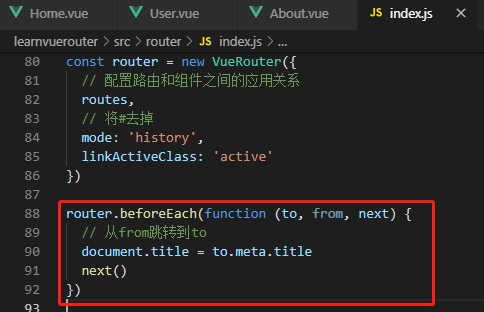 Home.vue User.vue About.vue JS index.js ×
learnvuerouter > src > router > JS index.js > ...
80 const router = new VueRouter({
81 // 配置路由和组件之间的应用关系
82 routes,
83 // 将#去掉
84 mode: 'history',
85 linkActiveClass: 'active'
86 })
87
88 router.beforeEach(function (to, from, next) {
89 // 从from跳转到to
90 document.title = to.meta.title
91 next()
92 })
93